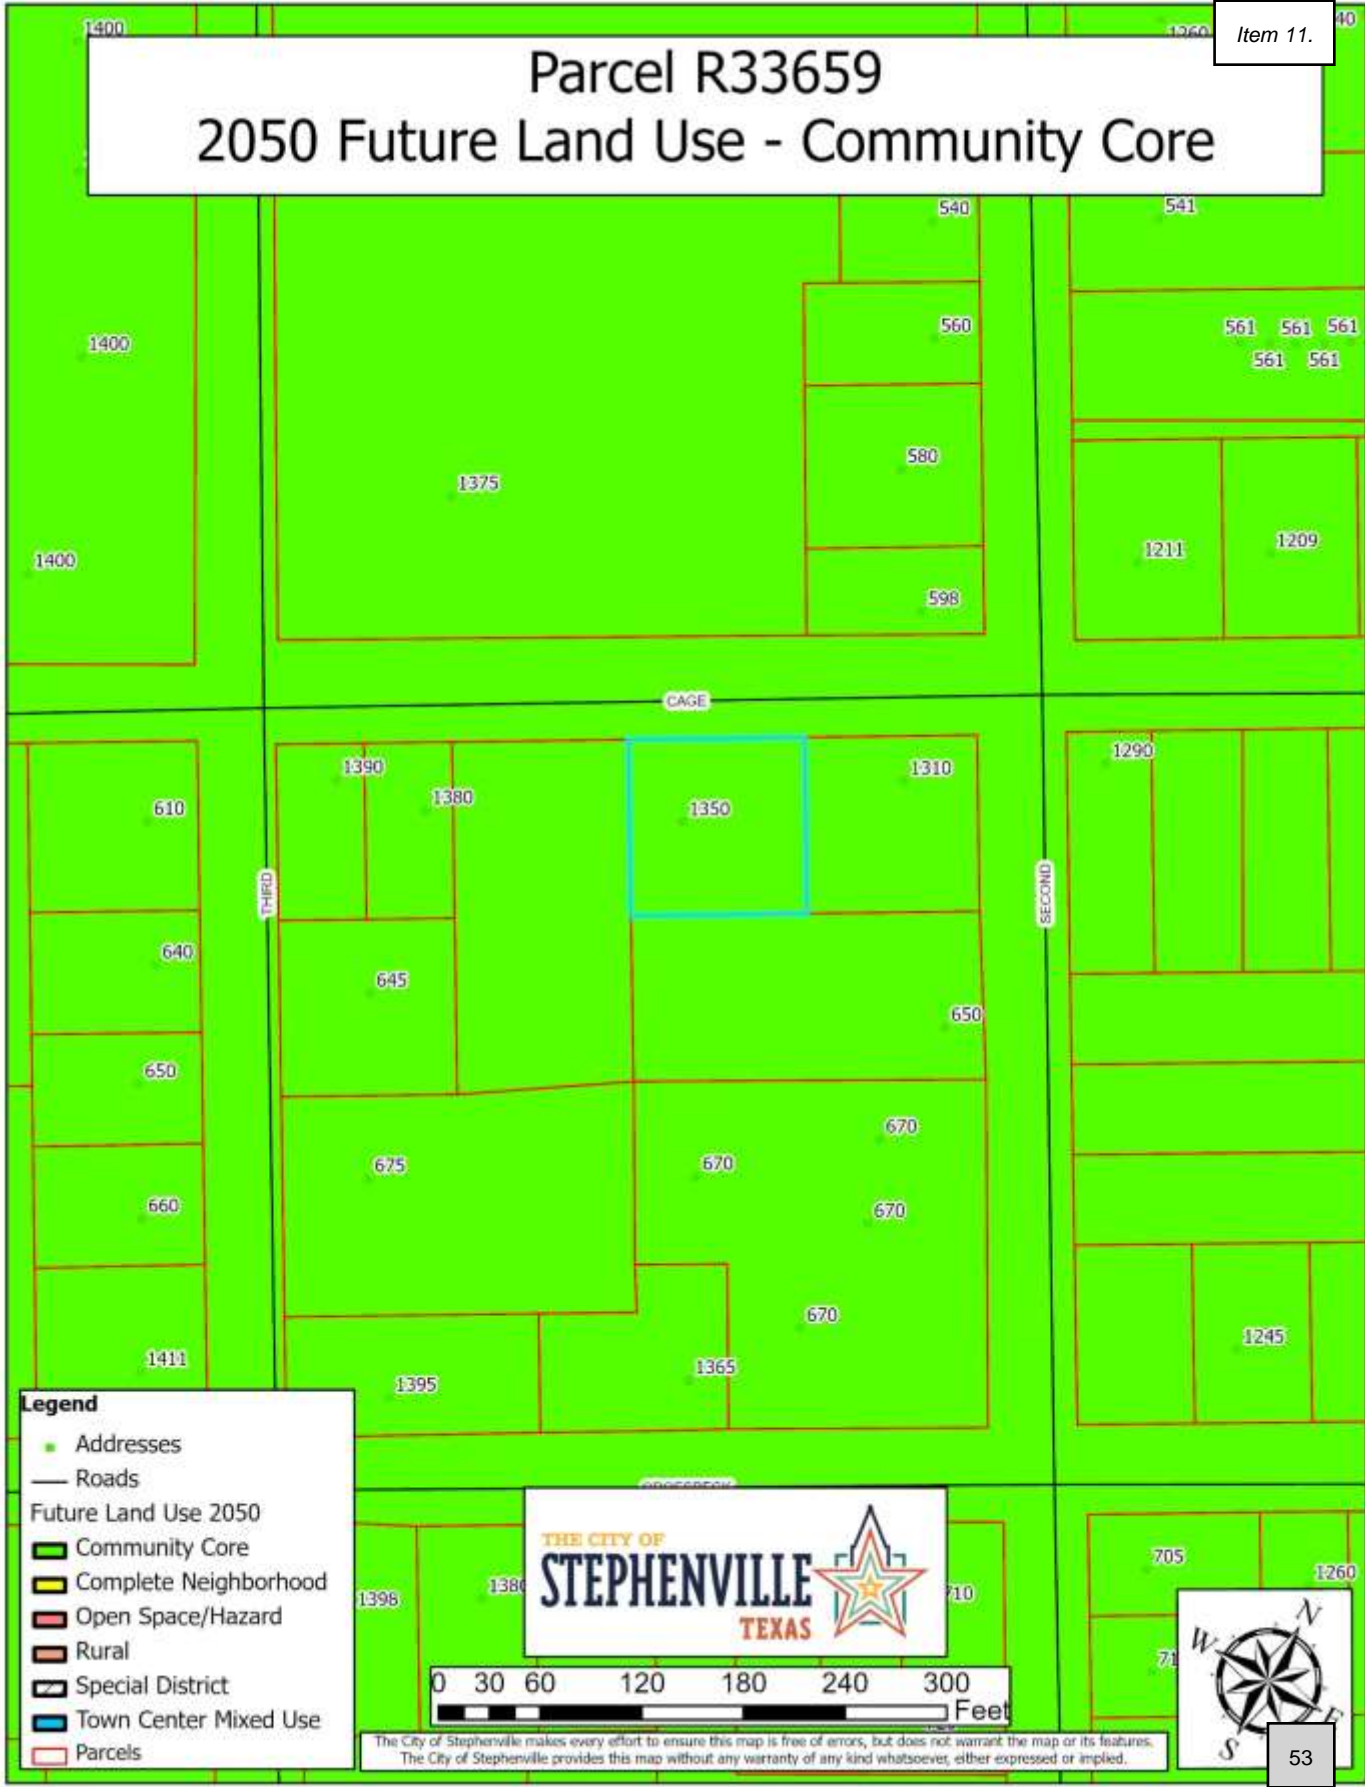 Item 11.
1400
1260
40
Parcel R33659
2050 Future Land Use - Community Core
540
541
560
561 561 561
561 561
1400
580
1375
1400
1211
1209
598
CAGE
1390
1380
1350
1310
1290
610
THIRD
SECOND
640
645
650
650
670
675
670
660
670
670
1245
1411
1395
1365
Legend
Addresses
Roads
Future Land Use 2050
Community Core
Complete Neighborhood
Open Space/Hazard
Rural
Special District
Town Center Mixed Use
Parcels
1398
1380
THE CITY OF
STEPHENVILLE
TEXAS
710
705
1260
71
N
W
E
S
0 30 60 120 180 240 300
Feet
The City of Stephenville makes every effort to ensure this map is free of errors, but does not warrant the map or its features.
The City of Stephenville provides this map without any warranty of any kind whatsoever, either expressed or implied.
53